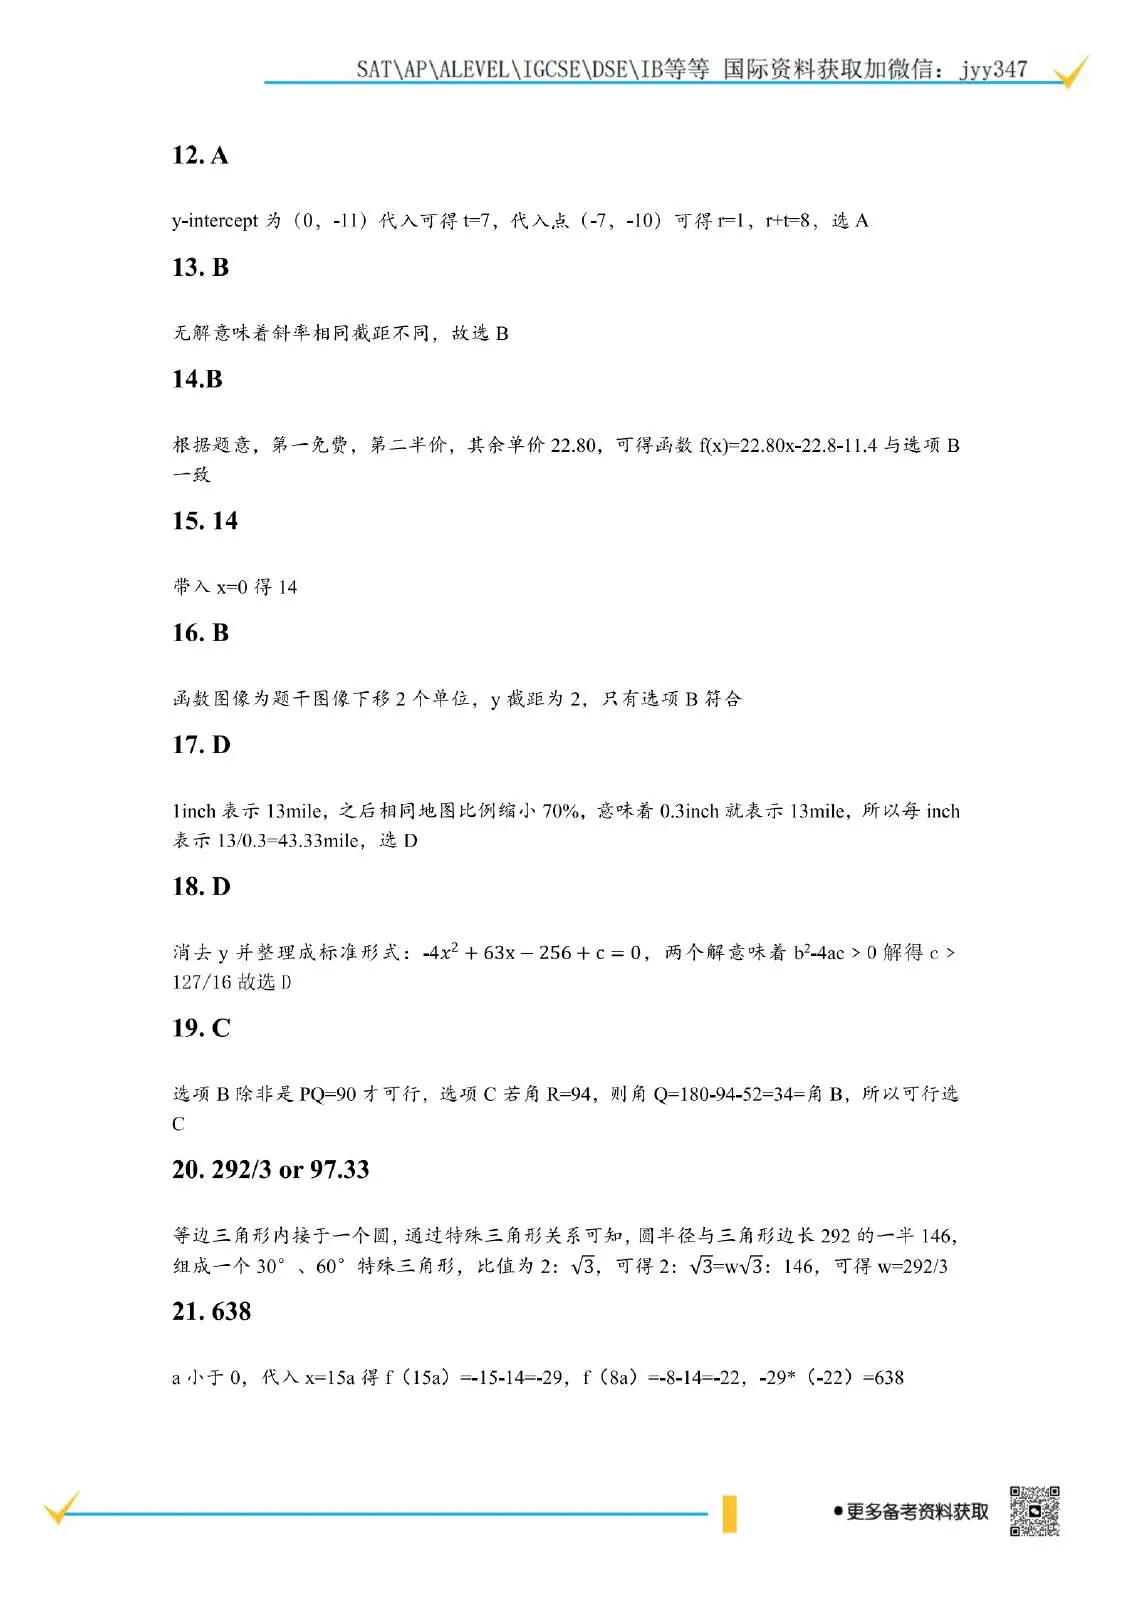 SAT\AP\ALEVEL\IGCSE\DSE\IB等等 国际资料获取加微信：jyy347
12. A
y-intercept 为（0，-11）代入可得 t=7，代入点（-7，-10）可得 r=1，r+t=8，选 A
13. B
无解意味着斜率相同截距不同，故选 B
14.B
根据题意，第一免费，第二半价，其余单价 22.80，可得函数 f(x)=22.80x-22.8-11.4 与选项 B
一致
15. 14
带入 x=0 得 14
16. B
函数图像为题干图像下移 2 个单位，y 截距为 2，只有选项 B 符合
17. D
1inch 表示 13mile，之后相同地图比例缩小 70%，意味着 0.3inch 就表示 13mile，所以每 inch
表示 13/0.3=43.33mile，选 D
18. D
消去 y 并整理成标准形式：-4x² + 63x − 256 + c = 0，两个解意味着 b²-4ac > 0 解得 c >
127/16 故选 D
19. C
选项 B 除非是 PQ=90 才可行，选项 C 若角 R=94，则角 Q=180-94-52=34=角 B，所以可行选
C
20. 292/3 or 97.33
等边三角形内接于一个圆，通过特殊三角形关系可知，圆半径与三角形边长 292 的一半 146，
组成一个 30°、60°特殊三角形，比值为 2：√3，可得 2：√3=w√3：146，可得 w=292/3
21. 638
a 小于 0，代入 x=15a 得 f（15a）=-15-14=-29，f（8a）=-8-14=-22，-29*（-22）=638
●更多备考资料获取